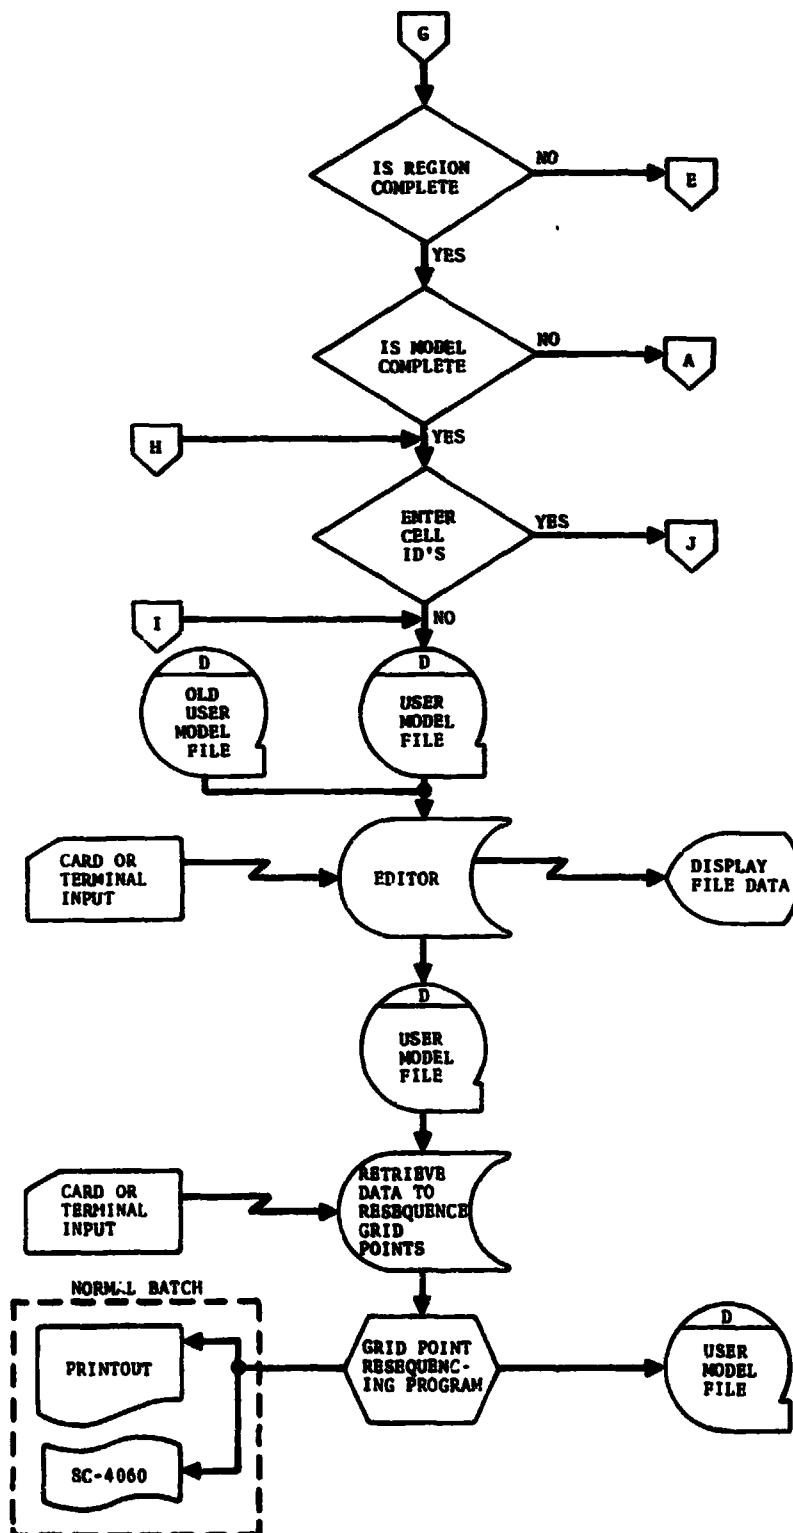 G
IS REGION
COMPLETE
NO
E
YES
IS MODEL
COMPLETE
NO
A
H
YES
ENTER
CELL
ID'S
YES
J
I
NO
D
OLD
USER
MODEL
FILE
D
USER
MODEL
FILE
CARD OR
TERMINAL
INPUT
EDITOR
DISPLAY
FILE DATA
D
USER
MODEL
FILE
CARD OR
TERMINAL
INPUT
RETRIEVE
DATA TO
RESEQUENCE
GRID
POINTS
NORMAL BATCH
PRINTOUT
SC-4060
GRID POINT
RESEQUENC-
ING PROGRAM
D
USER
MODEL
FILE